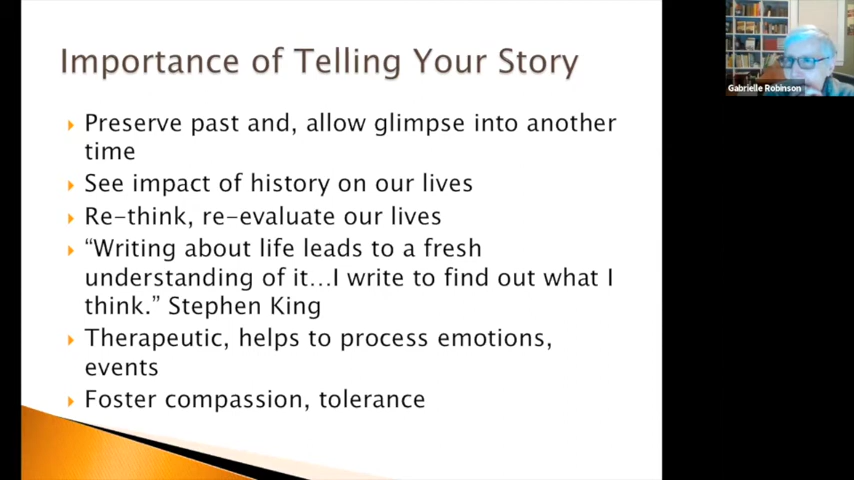 Importance of Telling Your Story
Preserve past and, allow glimpse into another
time
See impact of history on our lives
Re-think, re-evaluate our lives
“Writing about life leads to a fresh
understanding of it…I write to find out what I
think.” Stephen King
Therapeutic, helps to process emotions,
events
Foster compassion, tolerance
Gabrielle Robinson